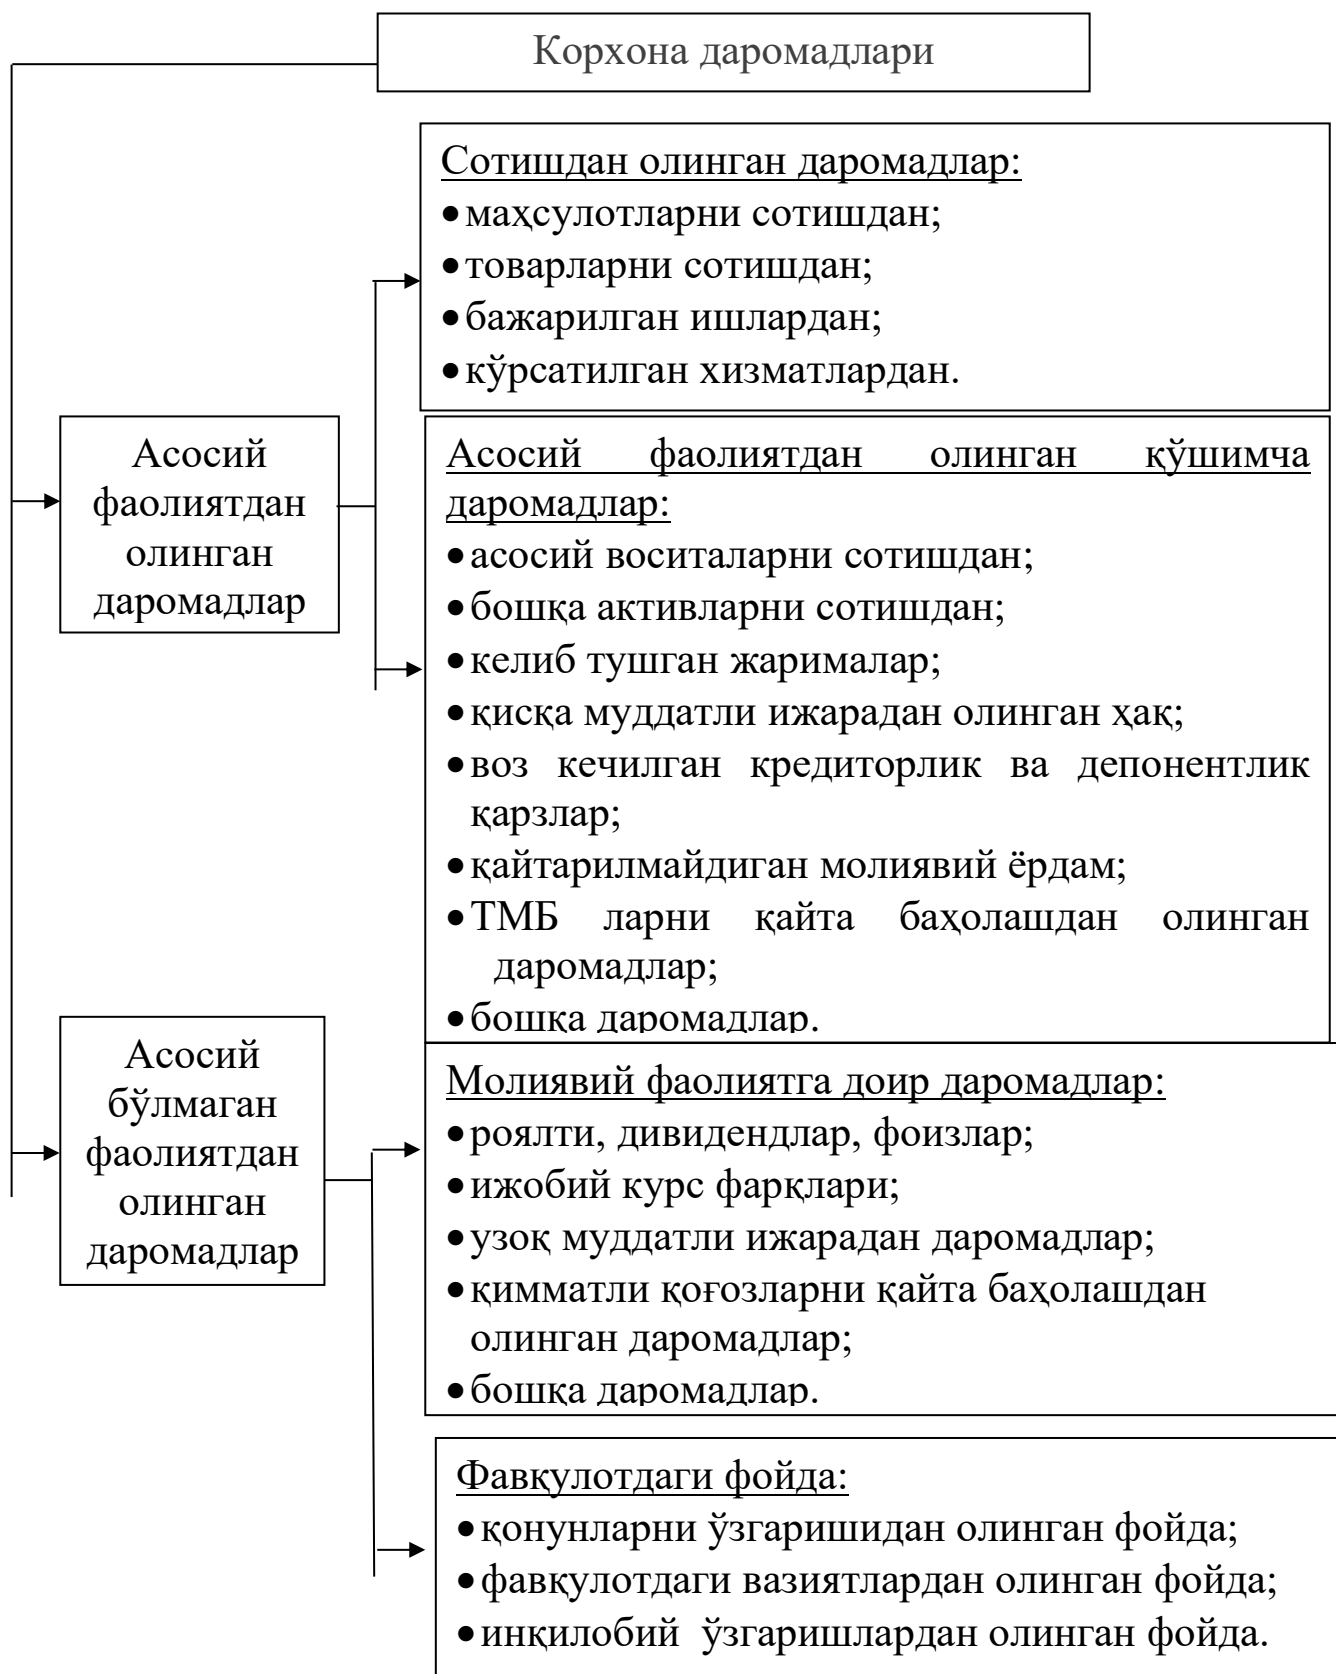 Корхона даромадлари
Сотишдан олинган даромадлар:
•маҳсулотларни сотишдан;
•товарларни сотишдан;
•бажарилган ишлардан;
•кўрсатилган хизматлардан.
Асосий
фаолиятдан
олинган
даромадлар
Асосий фаолиятдан олинган қўшимча
даромадлар:
•асосий воситаларни сотишдан;
•бошқа активларни сотишдан;
•келиб тушган жарималар;
•қисқа муддатли ижарадан олинган ҳақ;
•воз кечилган кредиторлик ва депонентлик
қарзлар;
•қайтарилмайдиган молиявий ёрдам;
•ТМБ ларни қайта баҳолашдан олинган
даромадлар;
•бошқа даромадлар.
Асосий
бўлмаган
фаолиятдан
олинган
даромадлар
Молиявий фаолиятга доир даромадлар:
•роялти, дивидендлар, фоизлар;
•ижобий курс фарқлари;
•узоқ муддатли ижарадан даромадлар;
•қимматли қоғозларни қайта баҳолашдан
олинган даромадлар;
•бошқа даромадлар.
Фавқулотдаги фойда:
•қонунларни ўзгаришидан олинган фойда;
•фавқулотдаги вазиятлардан олинган фойда;
•инқилобий ўзгаришлардан олинган фойда.